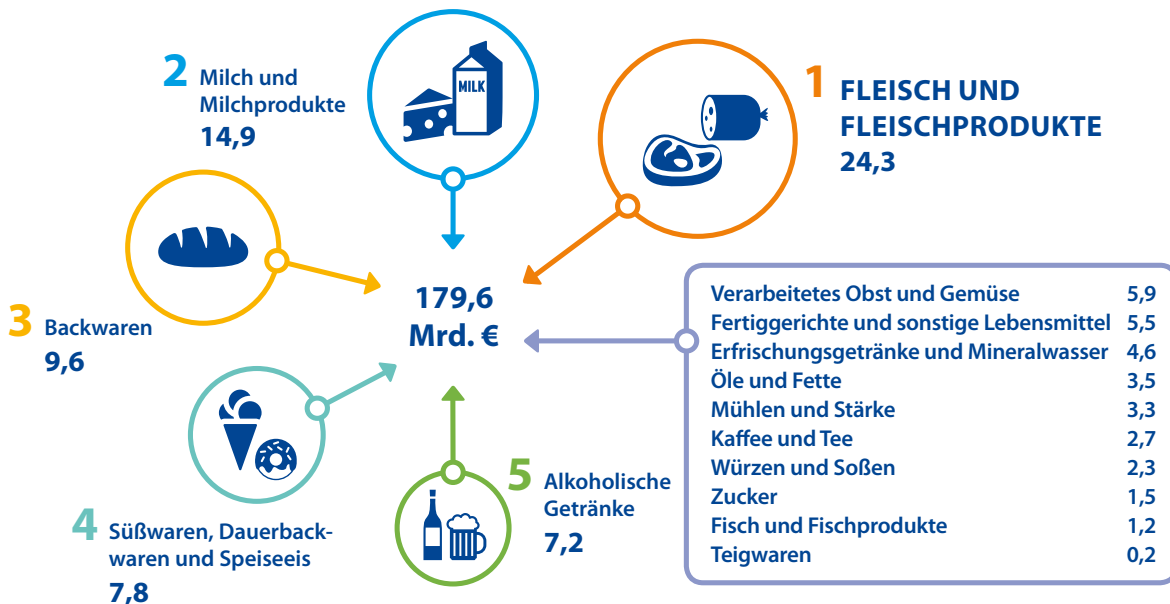 1 FLEISCH UND
FLEISCHPRODUKTE
24,3
2 Milch und
Milchprodukte
14,9
MILK
3 Backwaren
9,6
4 Süßwaren, Dauerback-
waren und Speiseeis
7,8
5 Alkoholische
Getränke
7,2
179,6
Mrd. €
Verarbeitetes Obst und Gemüse 5,9
Fertiggerichte und sonstige Lebensmittel 5,5
Erfrischungsgetränke und Mineralwasser 4,6
Öle und Fette 3,5
Mühlen und Stärke 3,3
Kaffee und Tee 2,7
Würzen und Soßen 2,3
Zucker 1,5
Fisch und Fischprodukte 1,2
Teigwaren 0,2